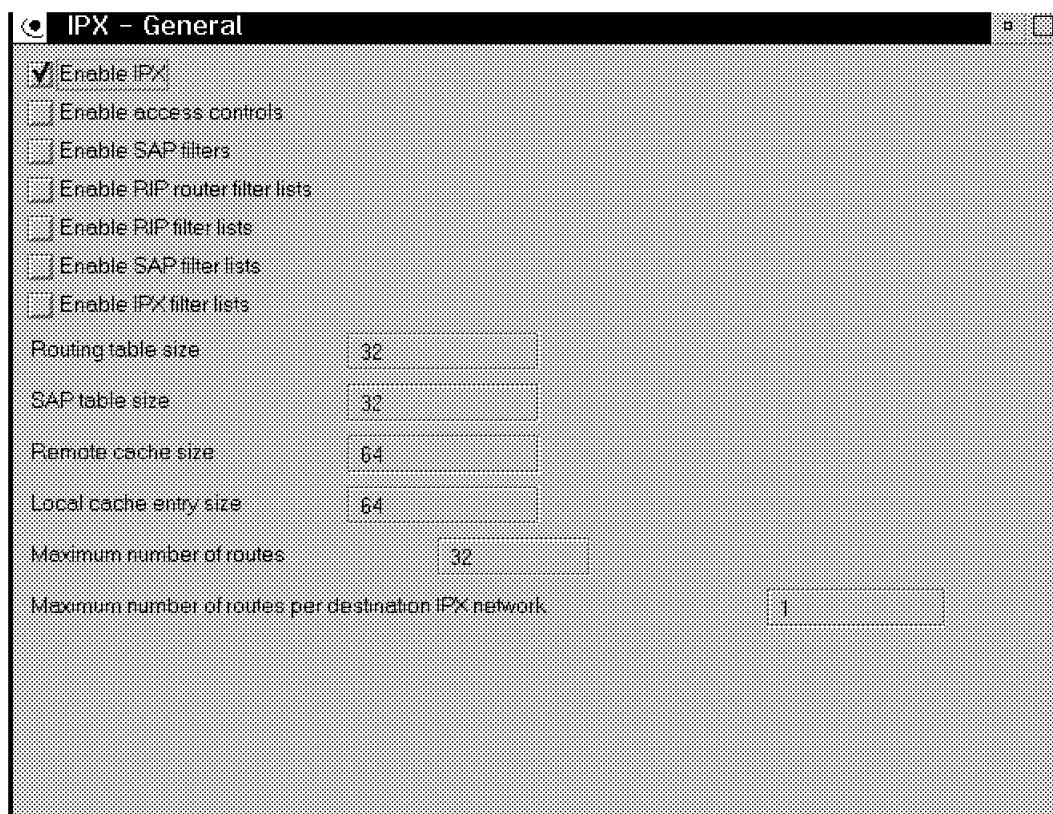 IPX – General
Enable IPX
Enable access controls
Enable SAP filters
Enable RIP router filter lists
Enable RIP filter lists
Enable SAP filter lists
Enable IPX filter lists
Routing table size 32
SAP table size 32
Remote cache size 64
Local cache entry size 64
Maximum number of routes 32
Maximum number of routes per destination IPX network 1